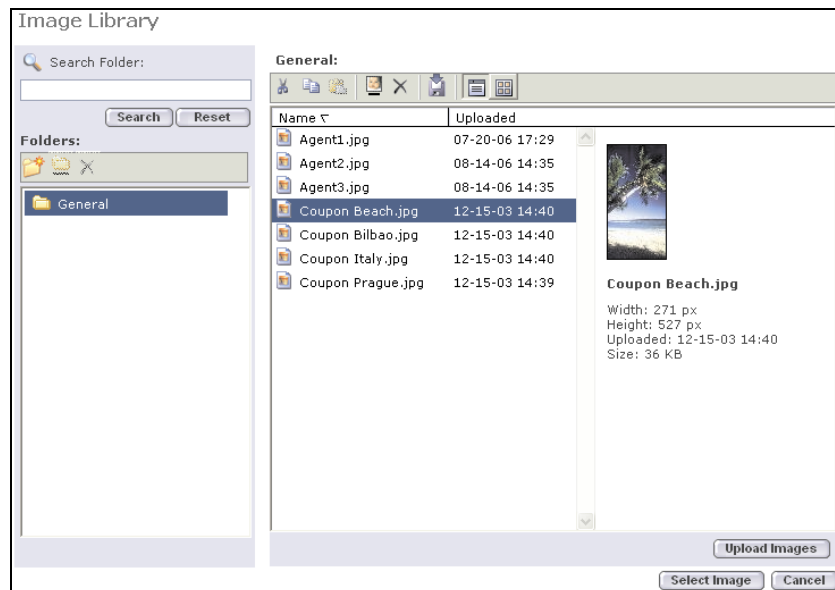 Image Library
Search Folder:
Search Reset
Folders:
General
General:
Name Uploaded
Agent1.jpg 07-20-06 17:29
Agent2.jpg 08-14-06 14:35
Agent3.jpg 08-14-06 14:35
Coupon Beach.jpg 12-15-03 14:40
Coupon Bilbao.jpg 12-15-03 14:40
Coupon Italy.jpg 12-15-03 14:40
Coupon Prague.jpg 12-15-03 14:39
Coupon Beach.jpg
Width: 271 px
Height: 527 px
Uploaded: 12-15-03 14:40
Size: 36 KB
Upload Images
Select Image Cancel